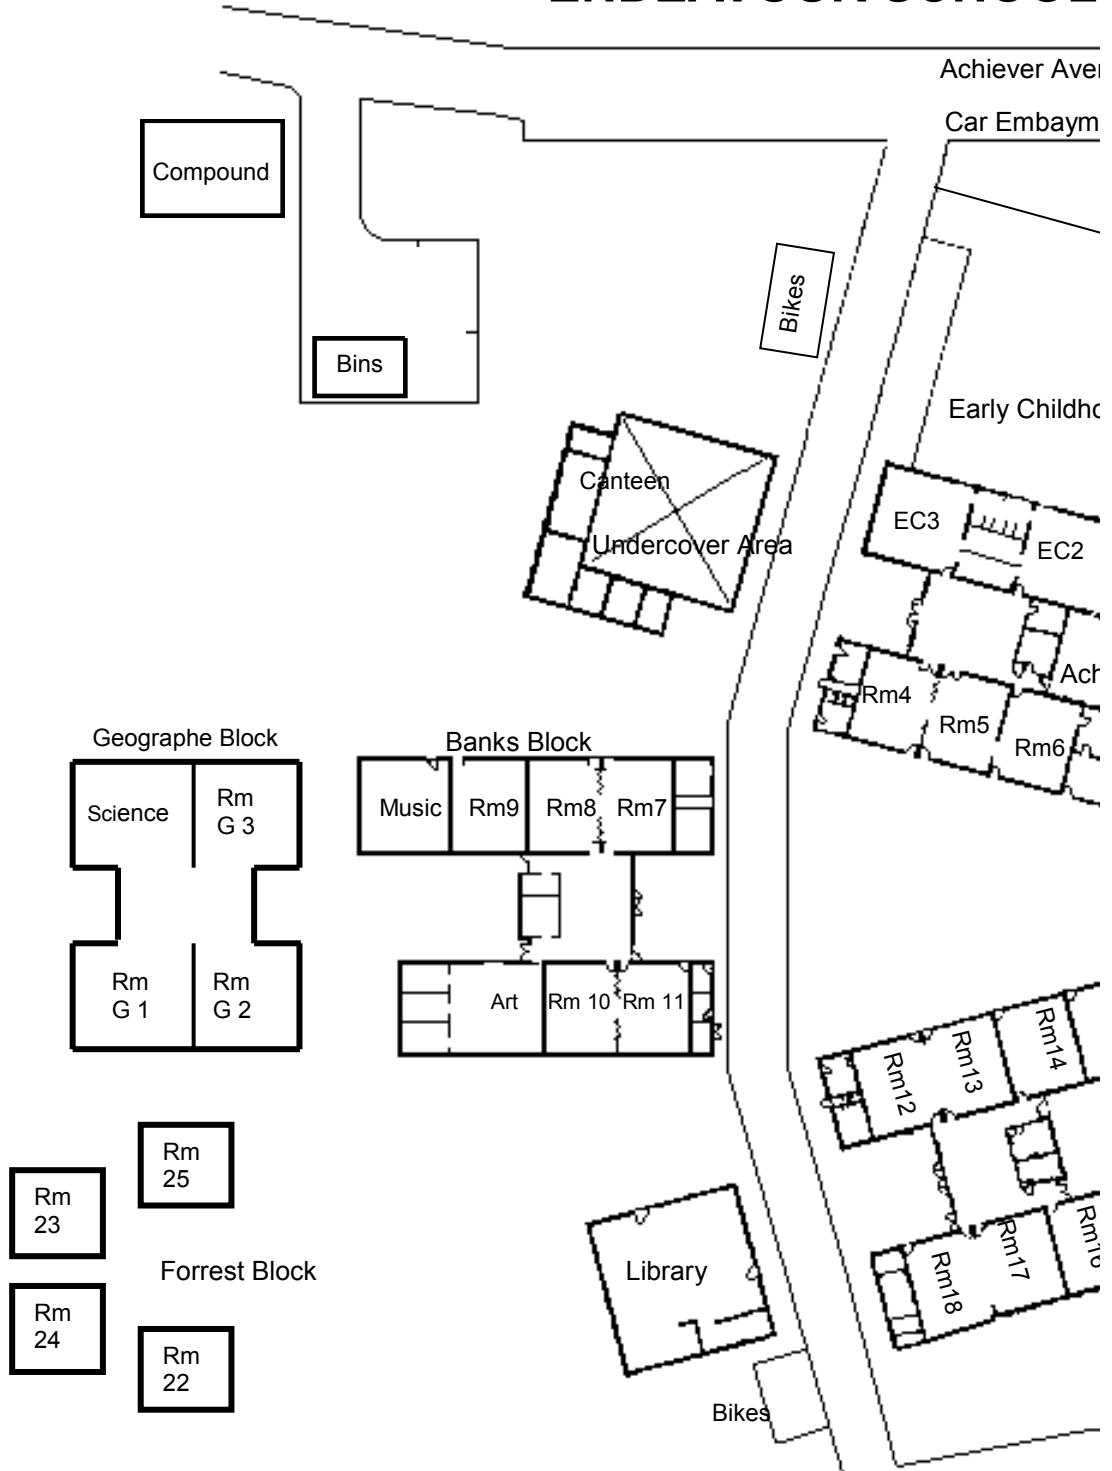 Achiever Aver
Car Embaym
Compound
Bikes
Bins
Early Childho
Canteen
EC3
Undercover Area
EC2
Ach
Rm4
Rm5
Rm6
Geographe Block
Banks Block
Science
Rm
G 3
Music
Rm9
Rm8
Rm7
Rm
G 1
Rm
G 2
Art
Rm 10
Rm 11
Rm12
Rm13
Rm14
Rm
25
Rm
23
Forrest Block
Library
Rm18
Rm17
Rm16
Rm
24
Rm
22
Bikes